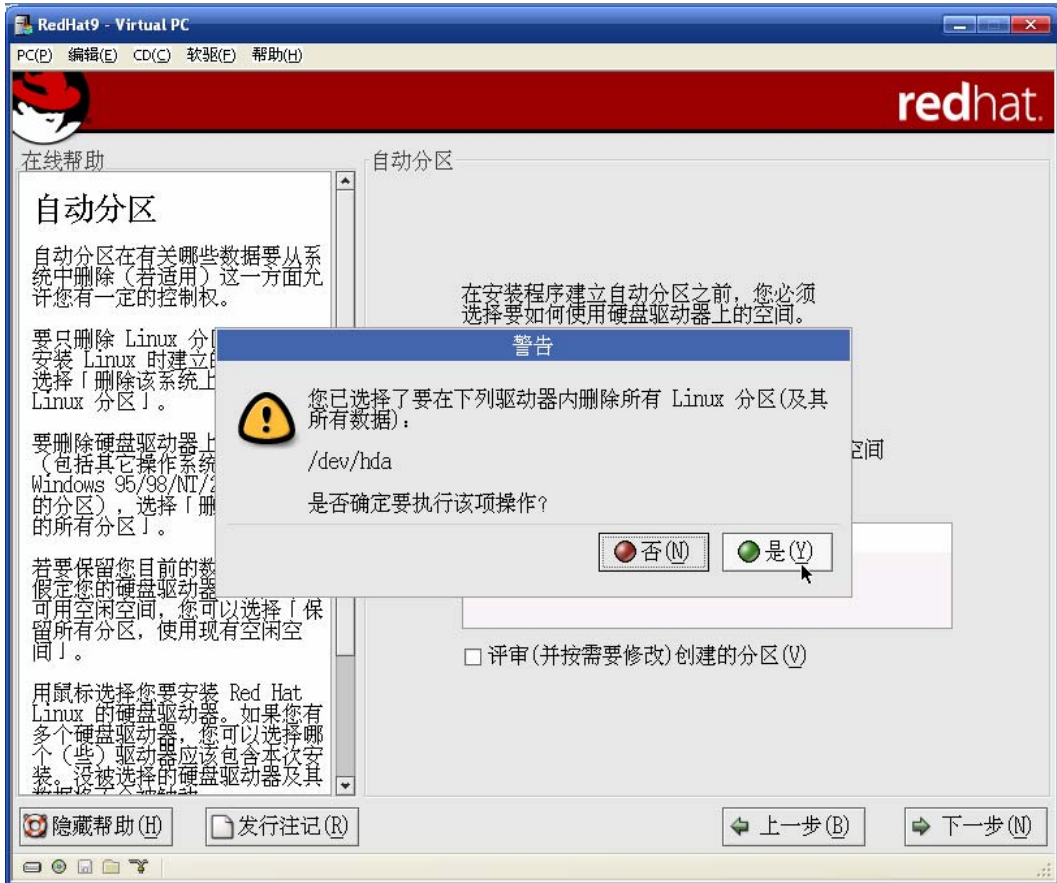 RedHat9 - Virtual PC
PC(P) 编辑(E) CD(C) 软驱(F) 帮助(H)
redhat.
在线帮助
自动分区
自动分区在有关哪些数据要从系
统中删除（若适用）这一方面允
许您有一定的控制权。
要只删除 Linux 分
安装 Linux 时建立
选择「删除该系统上
Linux 分区」。
要删除硬盘驱动器上
（包括其它操作系统
Windows 95/98/NT/2
的分区），选择「删
的所有分区」。
若要保留您目前的数
假定您的硬盘驱动器
可用空闲空间，您可以选择「保
留所有分区，使用现有空闲空
间」。
用鼠标选择您要安装 Red Hat
Linux 的硬盘驱动器。如果您有
多个硬盘驱动器，您可以选择哪
个（些）驱动器应该包含本次安
装。没被选择的硬盘驱动器及其
自动分区
在安装程序建立自动分区之前，您必须
选择要如何使用硬盘驱动器上的空间。
空间
警告
您已选择了要在下列驱动器内删除所有 Linux 分区(及其
所有数据)：
/dev/hda
是否确定要执行该项操作?
否(N) 是(Y)
评审(并按需要修改)创建的分区(V)
隐藏帮助(H) 发行注记(R) 上一步(B) 下一步(N)